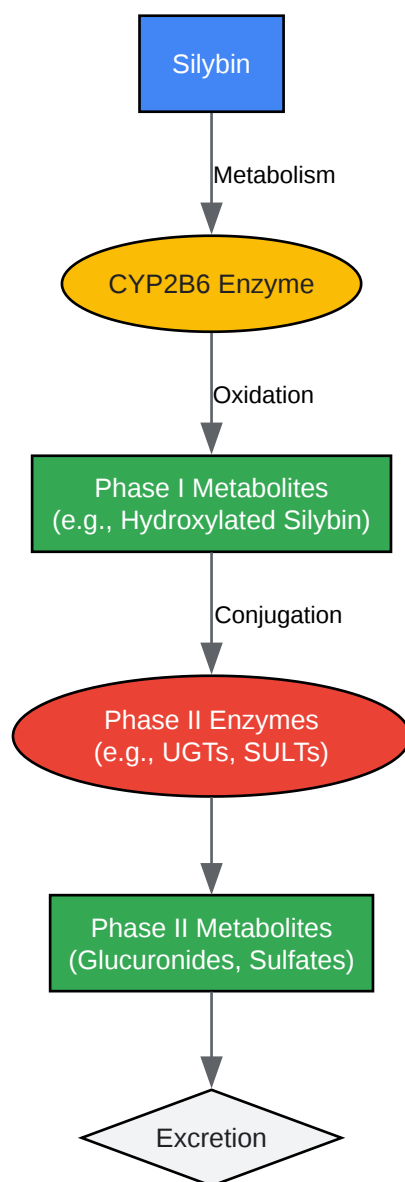 Silybin
Metabolism
CYP2B6 Enzyme
Oxidation
Phase I Metabolites
(e.g., Hydroxylated Silybin)
Conjugation
Phase II Enzymes
(e.g., UGTs, SULTs)
Phase II Metabolites
(Glucuronides, Sulfates)
Excretion